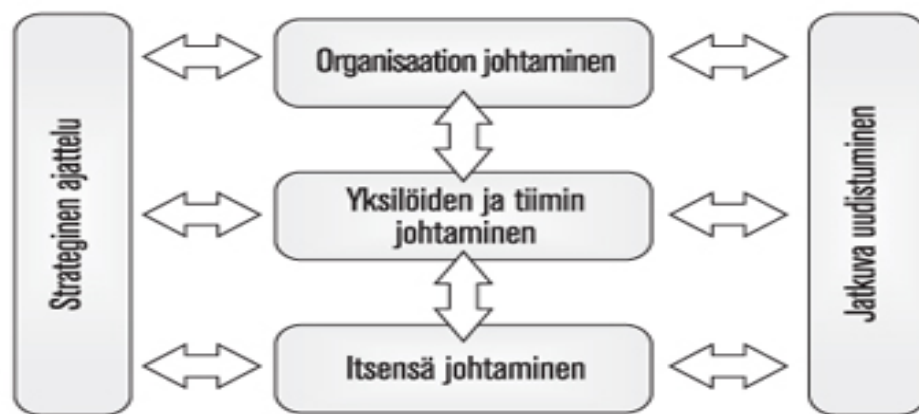 Strateginen ajattelu
Organisaation johtaminen
Yksilöiden ja tiimin
johtaminen
Itsensä johtaminen
Jatkuva uudistuminen